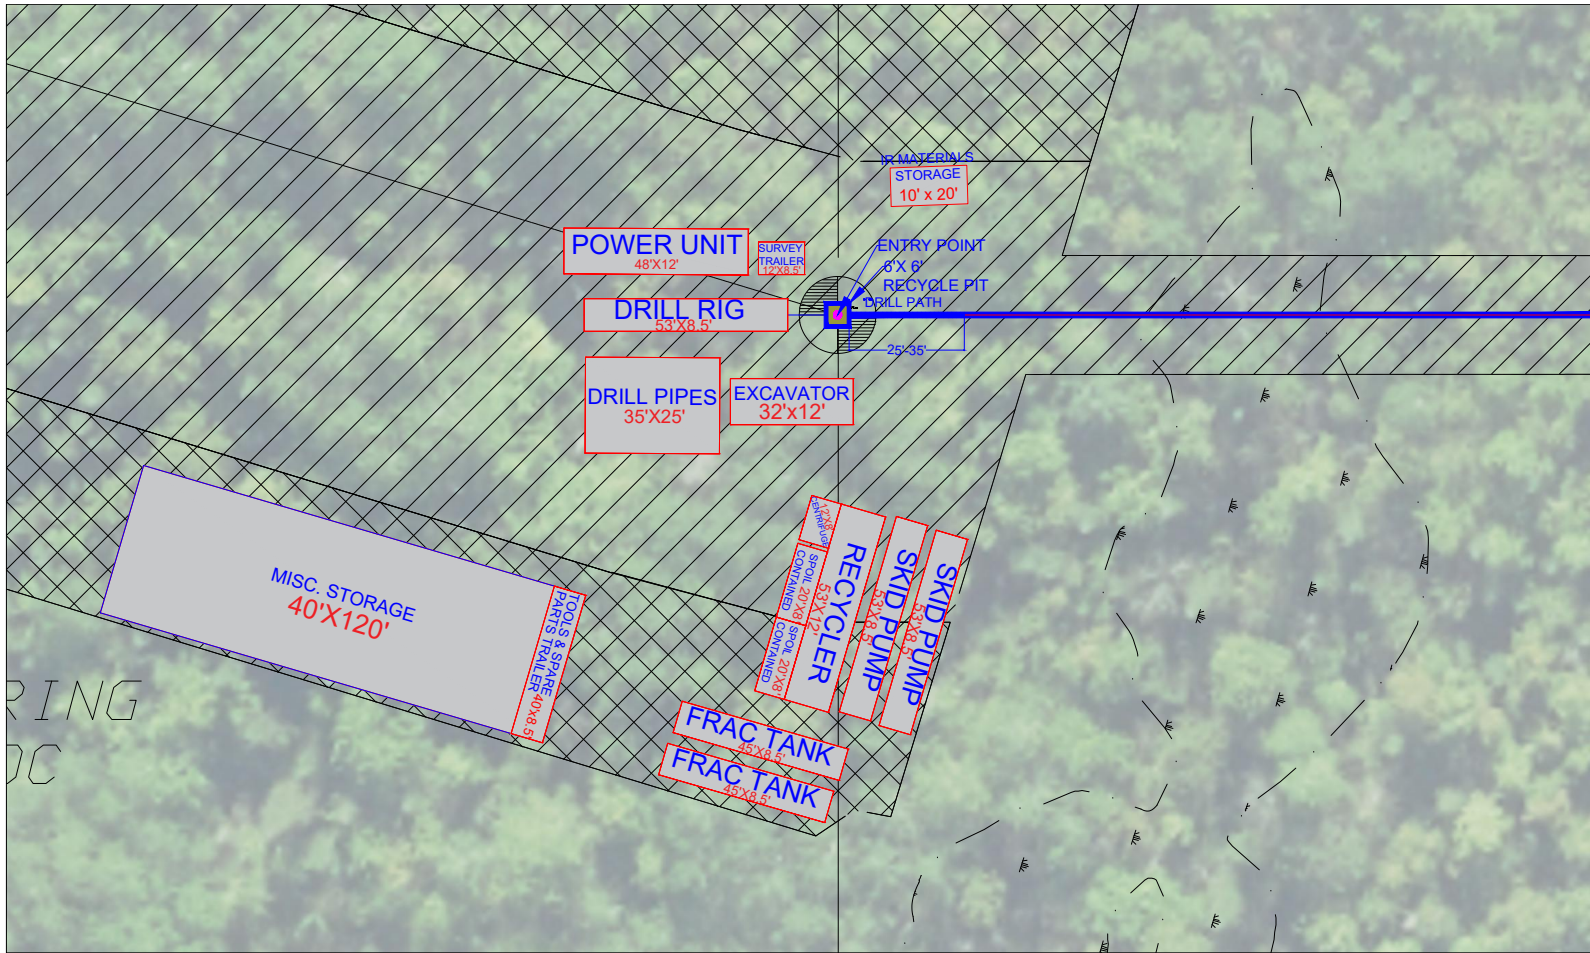 IR MATERIALS
STORAGE
10' x 20'
POWER UNIT
48'X12'
SURVEY
TRAILER
12'X8.5'
ENTRY POINT
6'X 6'
RECYCLE PIT
DRILL PATH
DRILL RIG
53'X8.5'
25'-35'
DRILL PIPES
35'X25'
EXCAVATOR
32'x12'
12'X8'
CENTRIFUGE
SPOIL 20'X8'
CONTAINED
SPOIL 20'X8'
CONTAINED
RECYCLER
53'X12'
SKID PUMP
53'X8.5'
SKID PUMP
53'X8.5'
MISC. STORAGE
40'X120'
TOOLS & SPARE
PARTS TRAILER
40'x8.5'
RING
OC
FRAC TANK
45'X8.5'
FRAC TANK
45'X8.5'